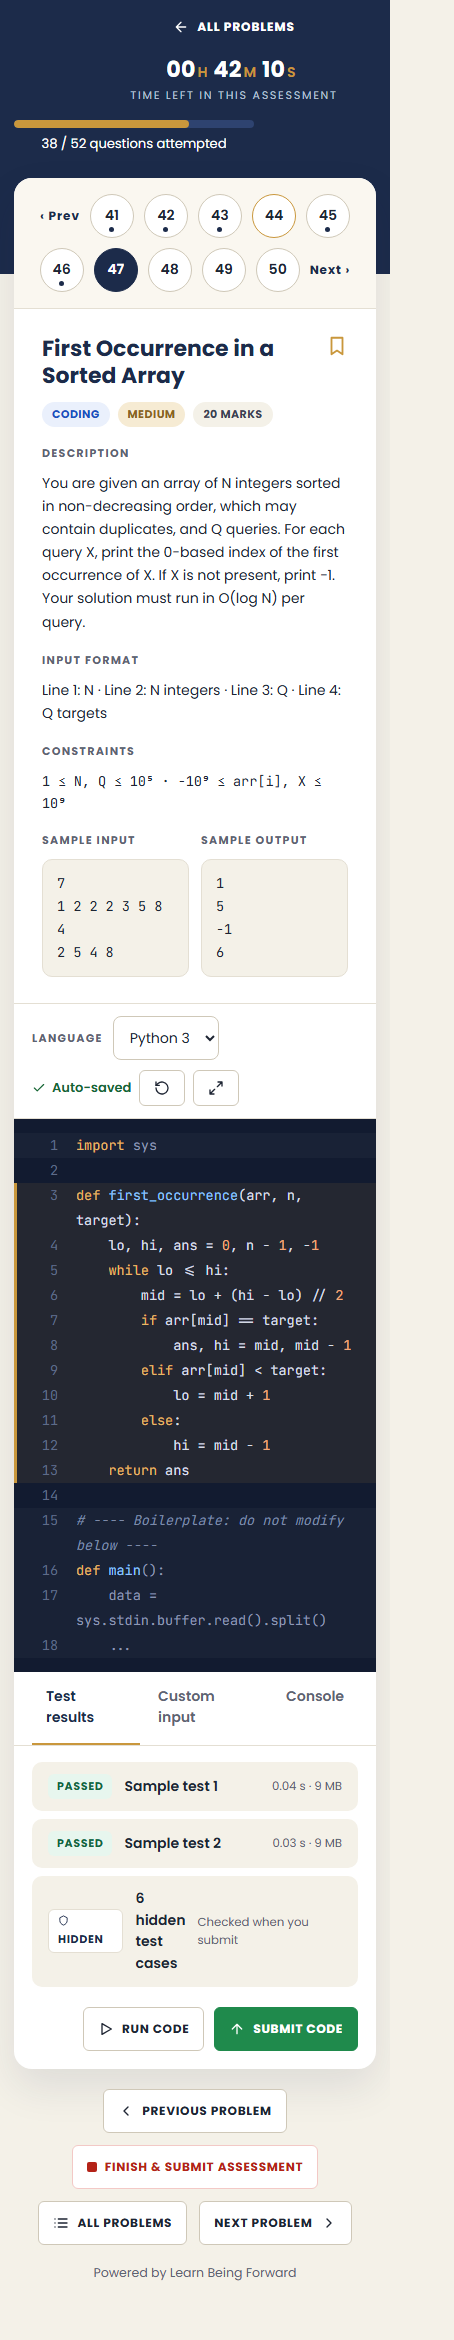 ALL PROBLEMS
00H 42M 10S
TIME LEFT IN THIS ASSESSMENT
38 / 52 questions attempted
‹ Prev 41 42 43 44 45
46 47 48 49 50 Next ›
First Occurrence in a
Sorted Array
CODING MEDIUM 20 MARKS
DESCRIPTION
You are given an array of N integers sorted
in non-decreasing order, which may
contain duplicates, and Q queries. For each
query X, print the 0-based index of the first
occurrence of X. If X is not present, print -1.
Your solution must run in O(log N) per
query.
INPUT FORMAT
Line 1: N · Line 2: N integers · Line 3: Q · Line 4:
Q targets
CONSTRAINTS
1 ≤ N, Q ≤ 10⁵ · -10⁹ ≤ arr[i], X ≤
10⁹
SAMPLE INPUT SAMPLE OUTPUT
7 1
1 2 2 2 3 5 8 5
4 -1
2 5 4 8 6
LANGUAGE Python 3
Auto-saved
1 import sys
2
3 def first_occurrence(arr, n,
target):
4 lo, hi, ans = 0, n - 1, -1
5 while lo <= hi:
6 mid = lo + (hi - lo) // 2
7 if arr[mid] == target:
8 ans, hi = mid, mid - 1
9 elif arr[mid] < target:
10 lo = mid + 1
11 else:
12 hi = mid - 1
13 return ans
14
15 # ---- Boilerplate: do not modify
below ----
16 def main():
17 data =
sys.stdin.buffer.read().split()
18 ...
Test results Custom input Console
PASSED Sample test 1 0.04 s · 9 MB
PASSED Sample test 2 0.03 s · 9 MB
HIDDEN 6 hidden test cases Checked when you submit
RUN CODE SUBMIT CODE
PREVIOUS PROBLEM
FINISH & SUBMIT ASSESSMENT
ALL PROBLEMS NEXT PROBLEM
Powered by Learn Being Forward